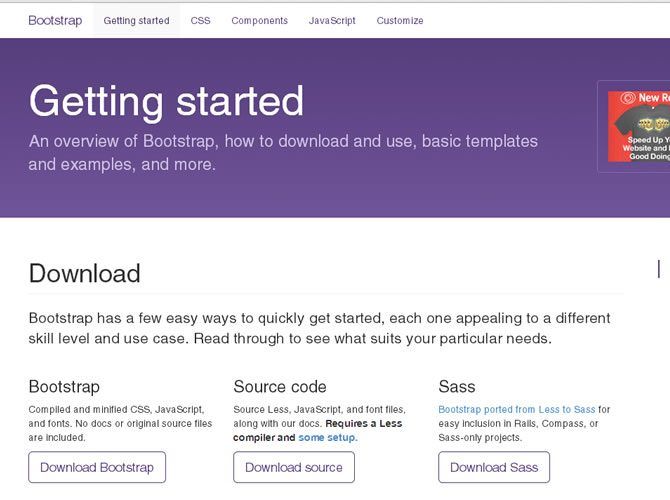 Bootstrap Getting started CSS Components JavaScript Customize
Getting started
An overview of Bootstrap, how to download and use, basic templates
and examples, and more.
New Re
Speed Up Yo
Website and
Good Doing
Download
Bootstrap has a few easy ways to quickly get started, each one appealing to a different
skill level and use case. Read through to see what suits your particular needs.
Bootstrap
Compiled and minified CSS, JavaScript,
and fonts. No docs or original source files
are included.
Download Bootstrap
Source code
Source Less, JavaScript, and font files,
along with our docs. Requires a Less
compiler and some setup.
Download source
Sass
Bootstrap ported from Less to Sass for
easy inclusion in Rails, Compass, or
Sass-only projects.
Download Sass